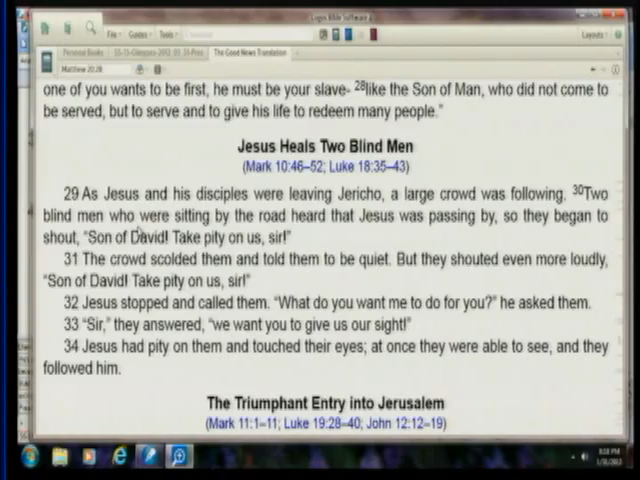 Logos Bible Software 4
File Guides Tools Layouts
Personal Books The Good News Translation
Matthew 20:28
one of you wants to be first, he must be your slave- 28like the Son of Man, who did not come to
be served, but to serve and to give his life to redeem many people."
Jesus Heals Two Blind Men
(Mark 10:46–52; Luke 18:35–43)
29 As Jesus and his disciples were leaving Jericho, a large crowd was following. 30Two
blind men who were sitting by the road heard that Jesus was passing by, so they began to
shout, "Son of David! Take pity on us, sir!"
31 The crowd scolded them and told them to be quiet. But they shouted even more loudly,
"Son of David! Take pity on us, sir!"
32 Jesus stopped and called them. "What do you want me to do for you?" he asked them.
33 "Sir," they answered, "we want you to give us our sight!"
34 Jesus had pity on them and touched their eyes; at once they were able to see, and they
followed him.
The Triumphant Entry into Jerusalem
(Mark 11:1–11; Luke 19:28–40; John 12:12–19)